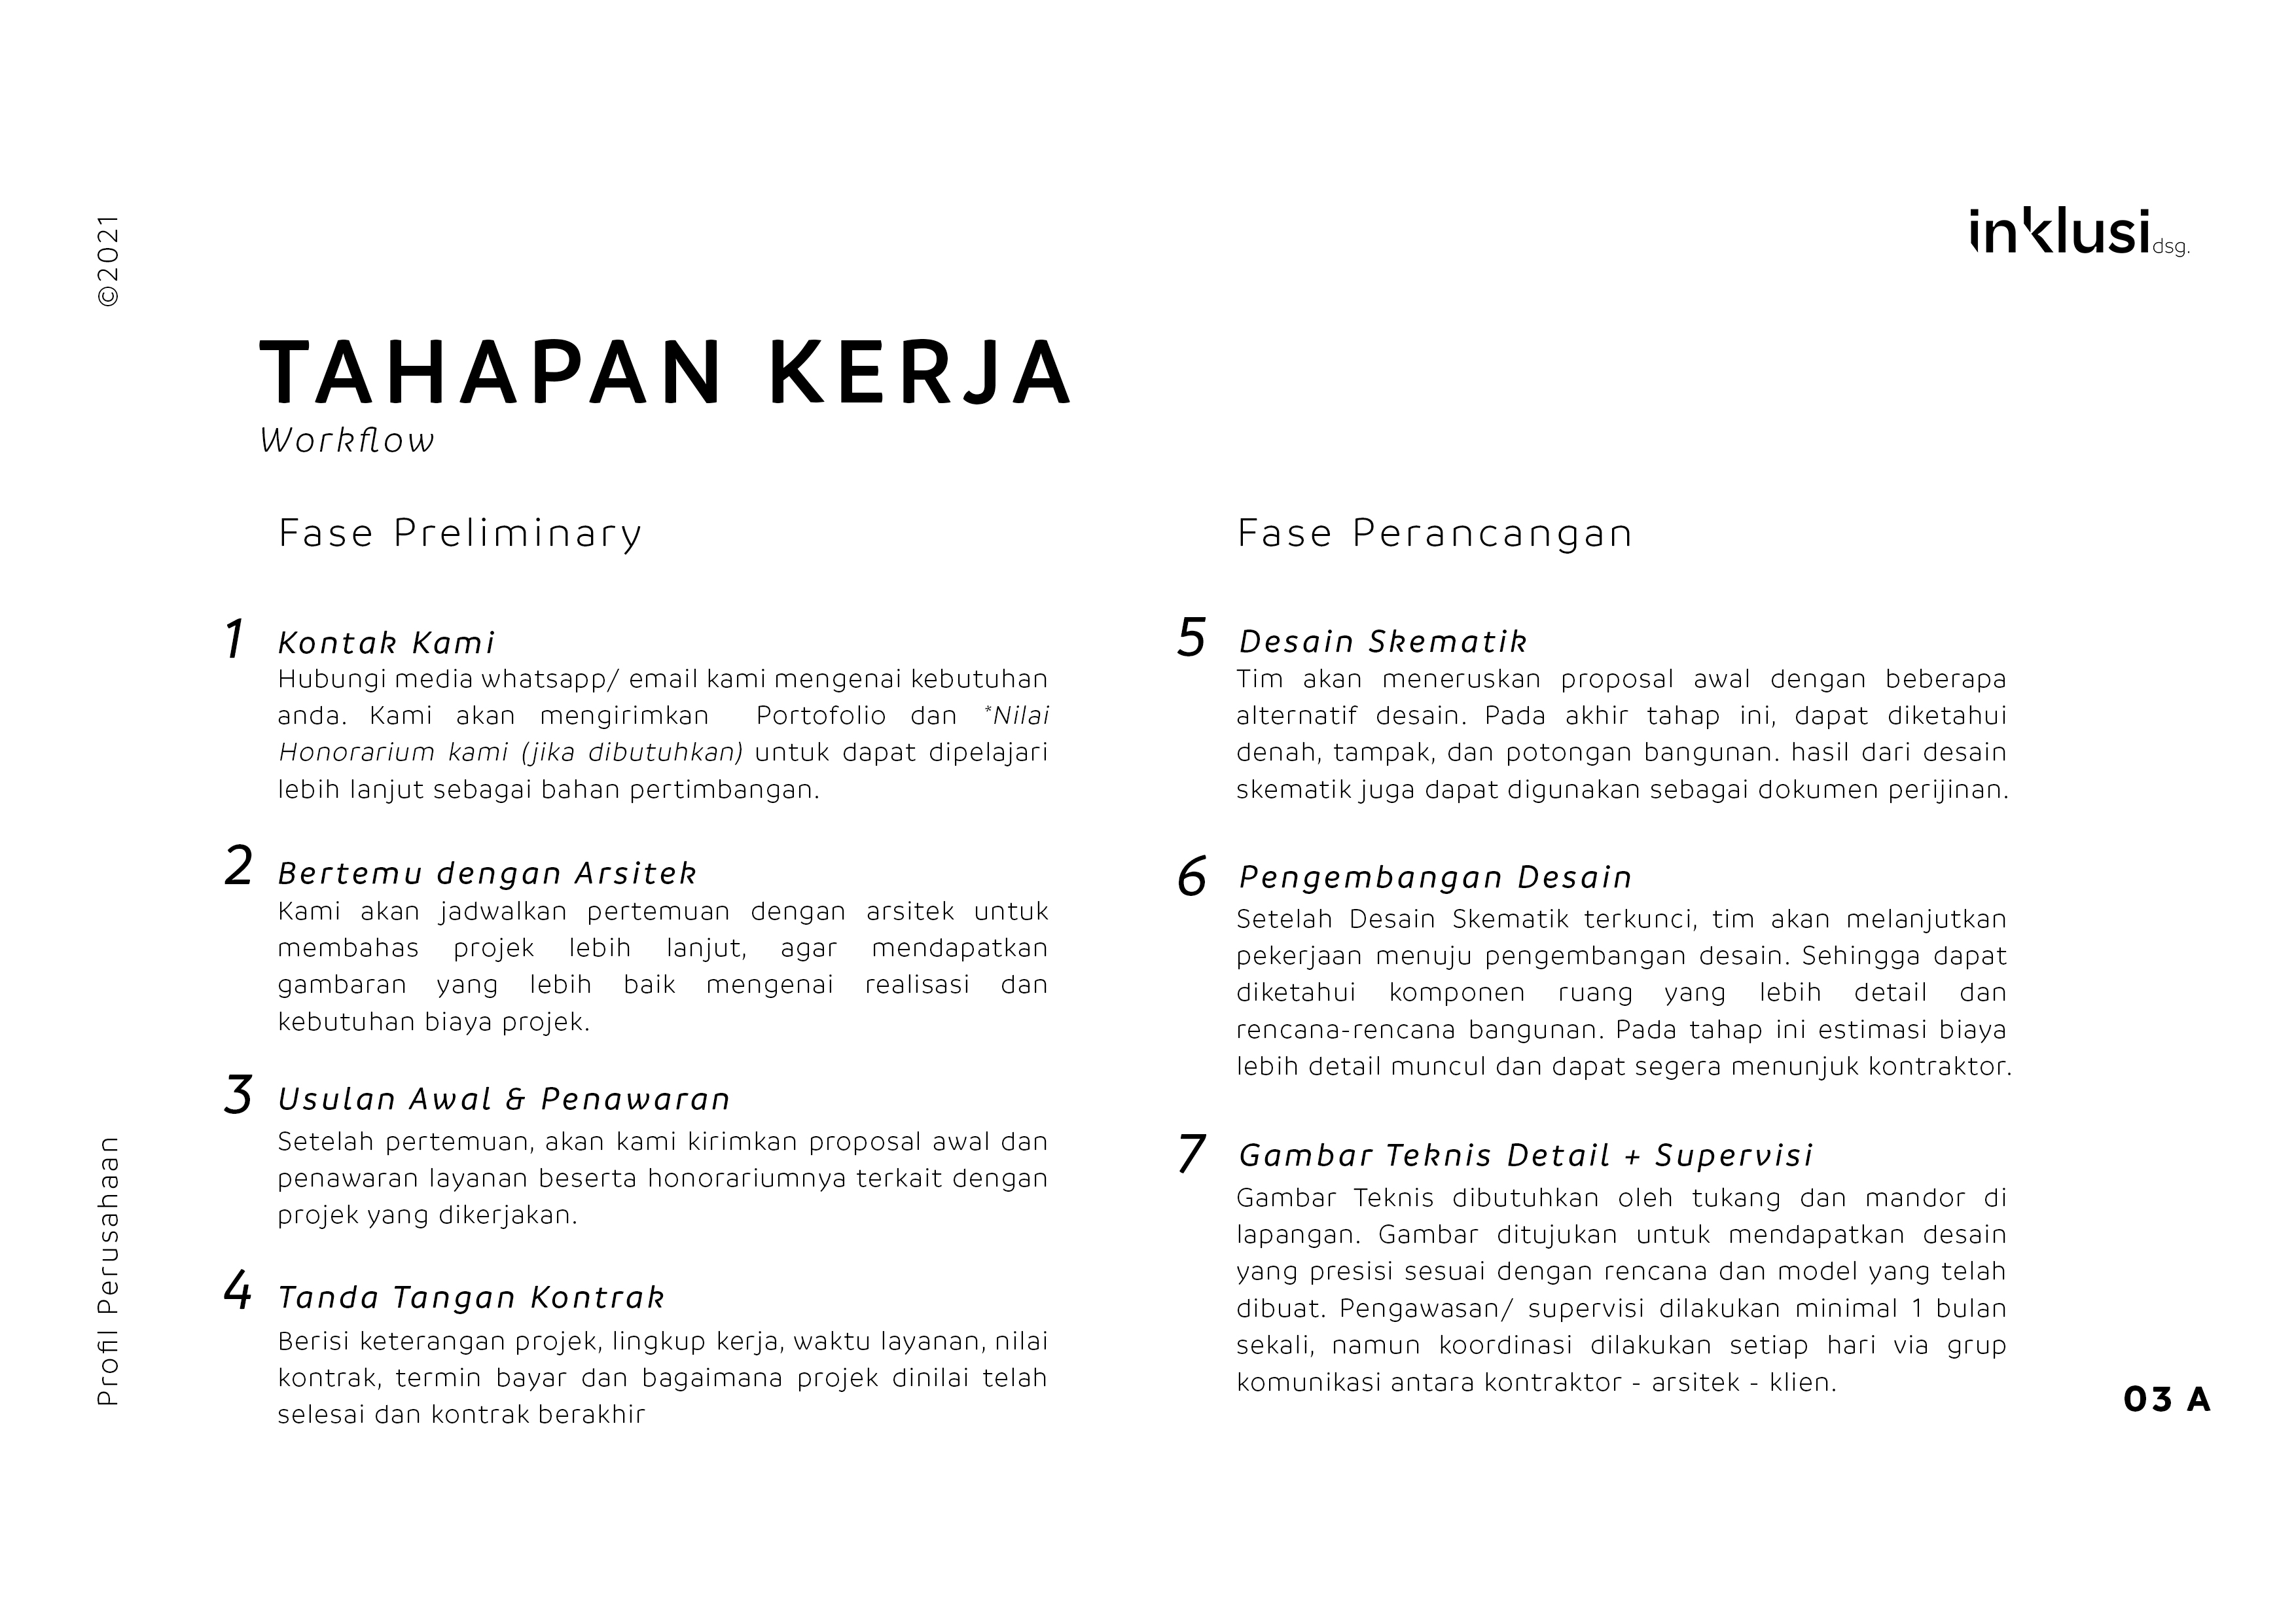 ©2021
inklusi dsg.
TAHAPAN KERJA
Workflow
Fase Preliminary
1 Kontak Kami
Hubungi media whatsapp/ email kami mengenai kebutuhan
anda. Kami akan mengirimkan Portofolio dan *Nilai
Honorarium kami (jika dibutuhkan) untuk dapat dipelajari
lebih lanjut sebagai bahan pertimbangan.
2 Bertemu dengan Arsitek
Kami akan jadwalkan pertemuan dengan arsitek untuk
membahas projek lebih lanjut, agar mendapatkan
gambaran yang lebih baik mengenai realisasi dan
kebutuhan biaya projek.
3 Usulan Awal & Penawaran
Setelah pertemuan, akan kami kirimkan proposal awal dan
penawaran layanan beserta honorariumnya terkait dengan
projek yang dikerjakan.
4 Tanda Tangan Kontrak
Berisi keterangan projek, lingkup kerja, waktu layanan, nilai
kontrak, termin bayar dan bagaimana projek dinilai telah
selesai dan kontrak berakhir
Fase Perancangan
5 Desain Skematik
Tim akan meneruskan proposal awal dengan beberapa
alternatif desain. Pada akhir tahap ini, dapat diketahui
denah, tampak, dan potongan bangunan. hasil dari desain
skematik juga dapat digunakan sebagai dokumen perijinan.
6 Pengembangan Desain
Setelah Desain Skematik terkunci, tim akan melanjutkan
pekerjaan menuju pengembangan desain. Sehingga dapat
diketahui komponen ruang yang lebih detail dan
rencana-rencana bangunan. Pada tahap ini estimasi biaya
lebih detail muncul dan dapat segera menunjuk kontraktor.
7 Gambar Teknis Detail + Supervisi
Gambar Teknis dibutuhkan oleh tukang dan mandor di
lapangan. Gambar ditujukan untuk mendapatkan desain
yang presisi sesuai dengan rencana dan model yang telah
dibuat. Pengawasan/ supervisi dilakukan minimal 1 bulan
sekali, namun koordinasi dilakukan setiap hari via grup
komunikasi antara kontraktor - arsitek - klien.
Profil Perusahaan
03 A